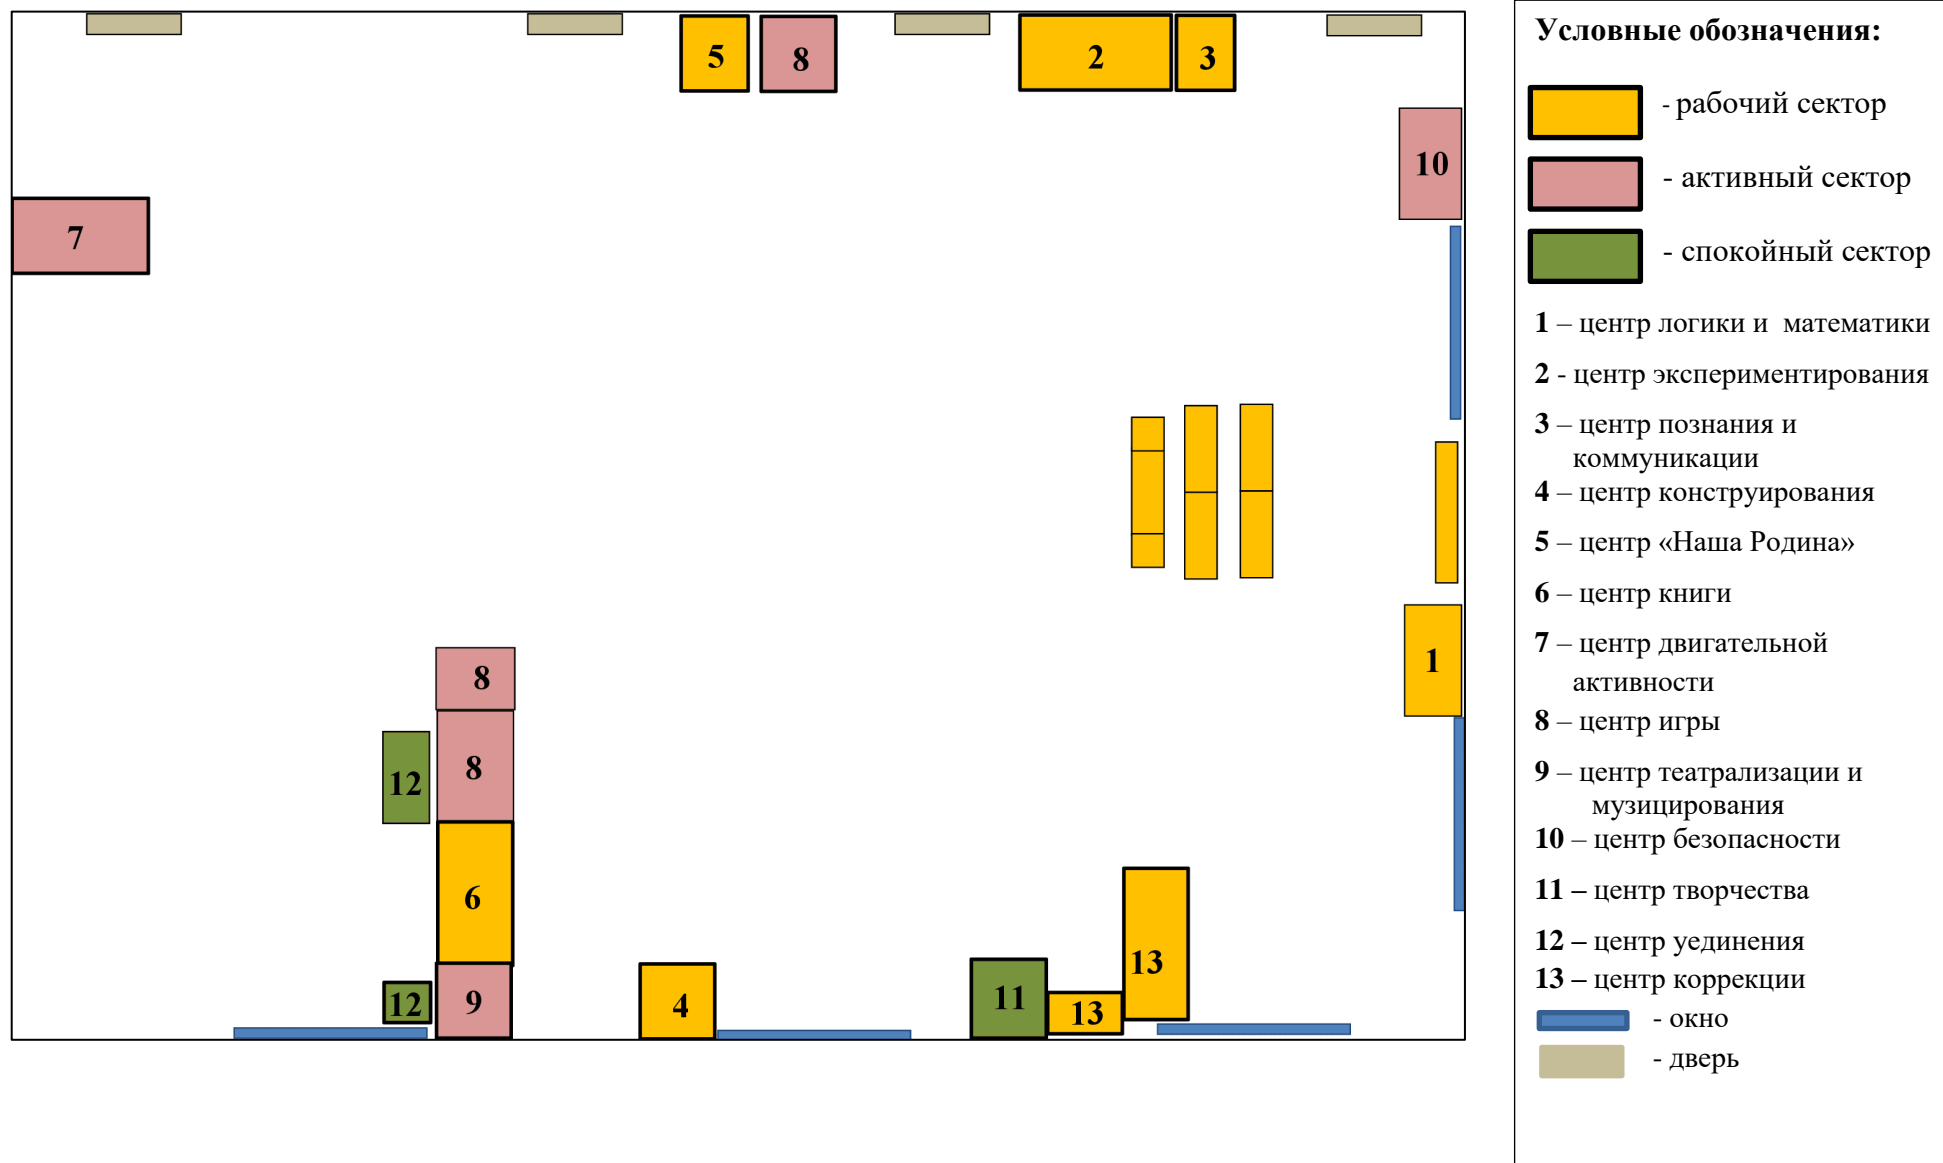 5
8
2
3
10
7
1
8
8
12
6
12
9
4
11
13
13
Условные обозначения:
- рабочий сектор
- активный сектор
- спокойный сектор
1 – центр логики и математики
2 - центр экспериментирования
3 – центр познания и
коммуникации
4 – центр конструирования
5 – центр «Наша Родина»
6 – центр книги
7 – центр двигательной
активности
8 – центр игры
9 – центр театрализации и
музицирования
10 – центр безопасности
11 – центр творчества
12 – центр уединения
13 – центр коррекции
- окно
- дверь